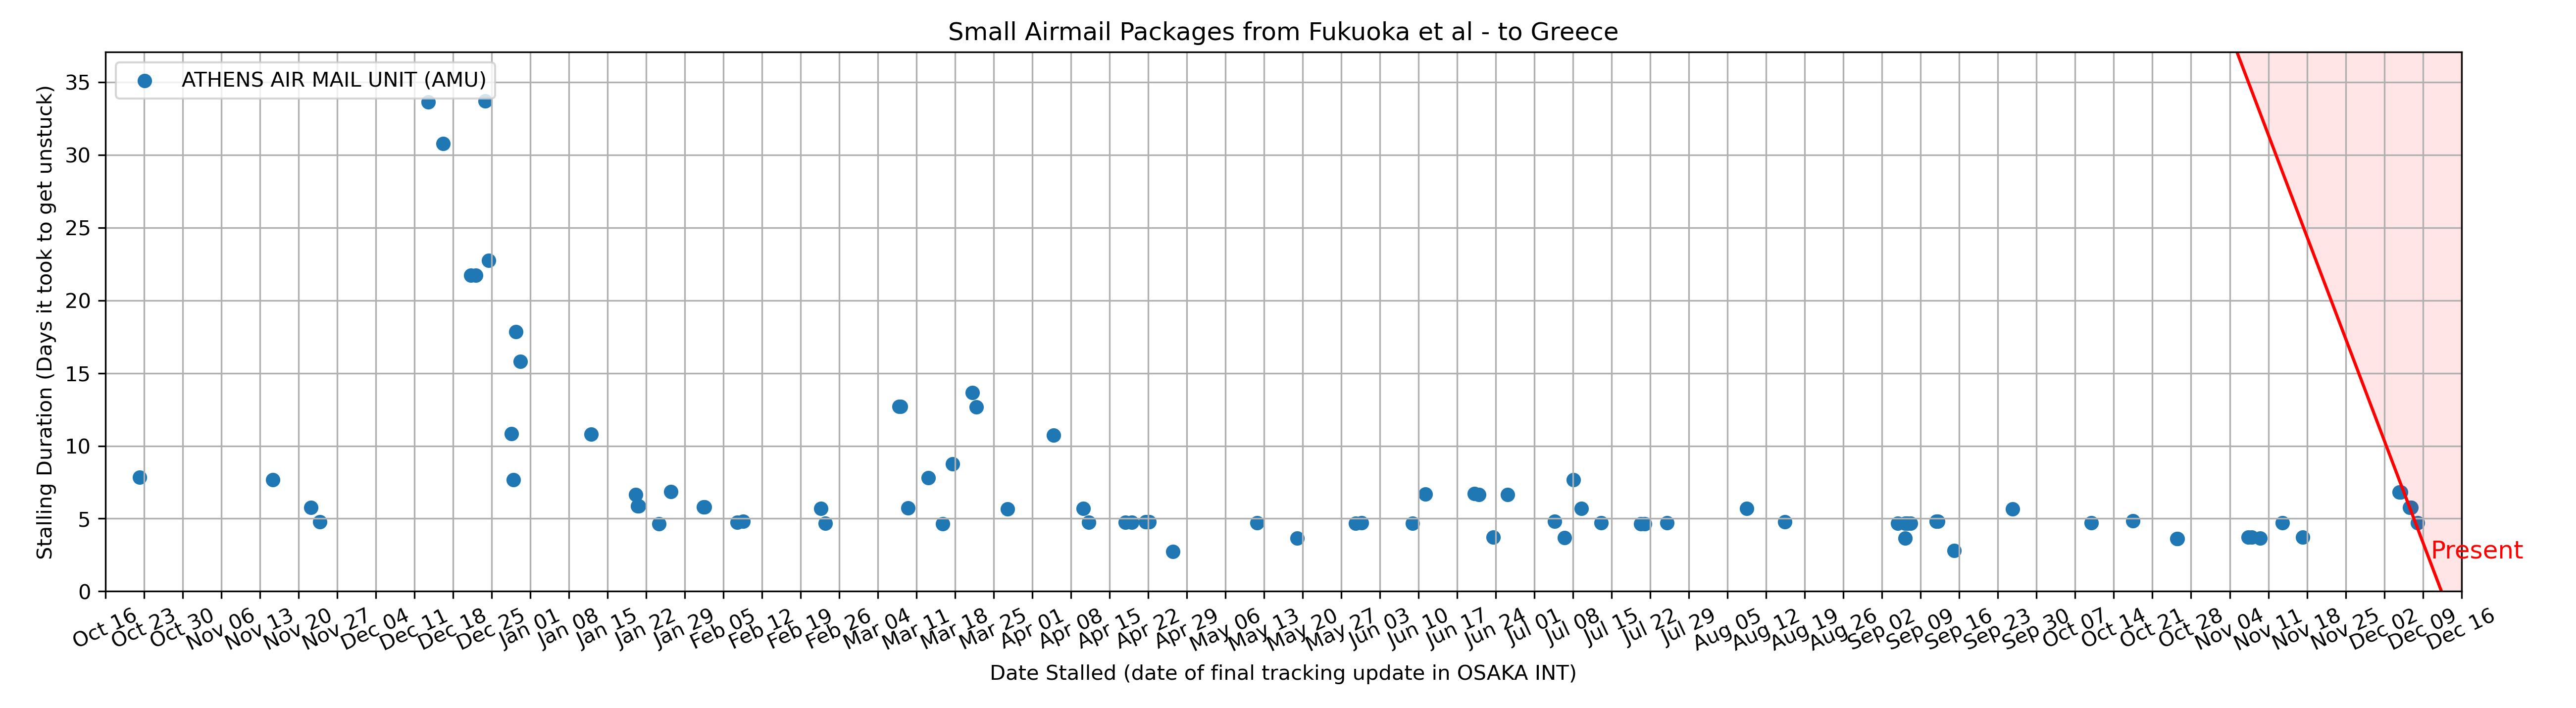 Small Airmail Packages from Fukuoka et al - to Greece
ATHENS AIR MAIL UNIT (AMU)
Stalling Duration (Days it took to get unstuck)
35
30
25
20
15
10
5
0
Present
Oct 16
Oct 23
Oct 30
Nov 06
Nov 13
Nov 20
Nov 27
Dec 04
Dec 11
Dec 18
Dec 25
Jan 01
Jan 08
Jan 15
Jan 22
Jan 29
Feb 05
Feb 12
Feb 19
Feb 26
Mar 04
Mar 11
Mar 18
Mar 25
Apr 01
Apr 08
Apr 15
Apr 22
Apr 29
May 06
May 13
May 20
May 27
Jun 03
Jun 10
Jun 17
Jun 24
Jul 01
Jul 08
Jul 15
Jul 22
Jul 29
Aug 05
Aug 12
Aug 19
Aug 26
Sep 02
Sep 09
Sep 16
Sep 23
Sep 30
Oct 07
Oct 14
Oct 21
Oct 28
Nov 04
Nov 11
Nov 18
Nov 25
Dec 02
Dec 09
Dec 16
Date Stalled (date of final tracking update in OSAKA INT)